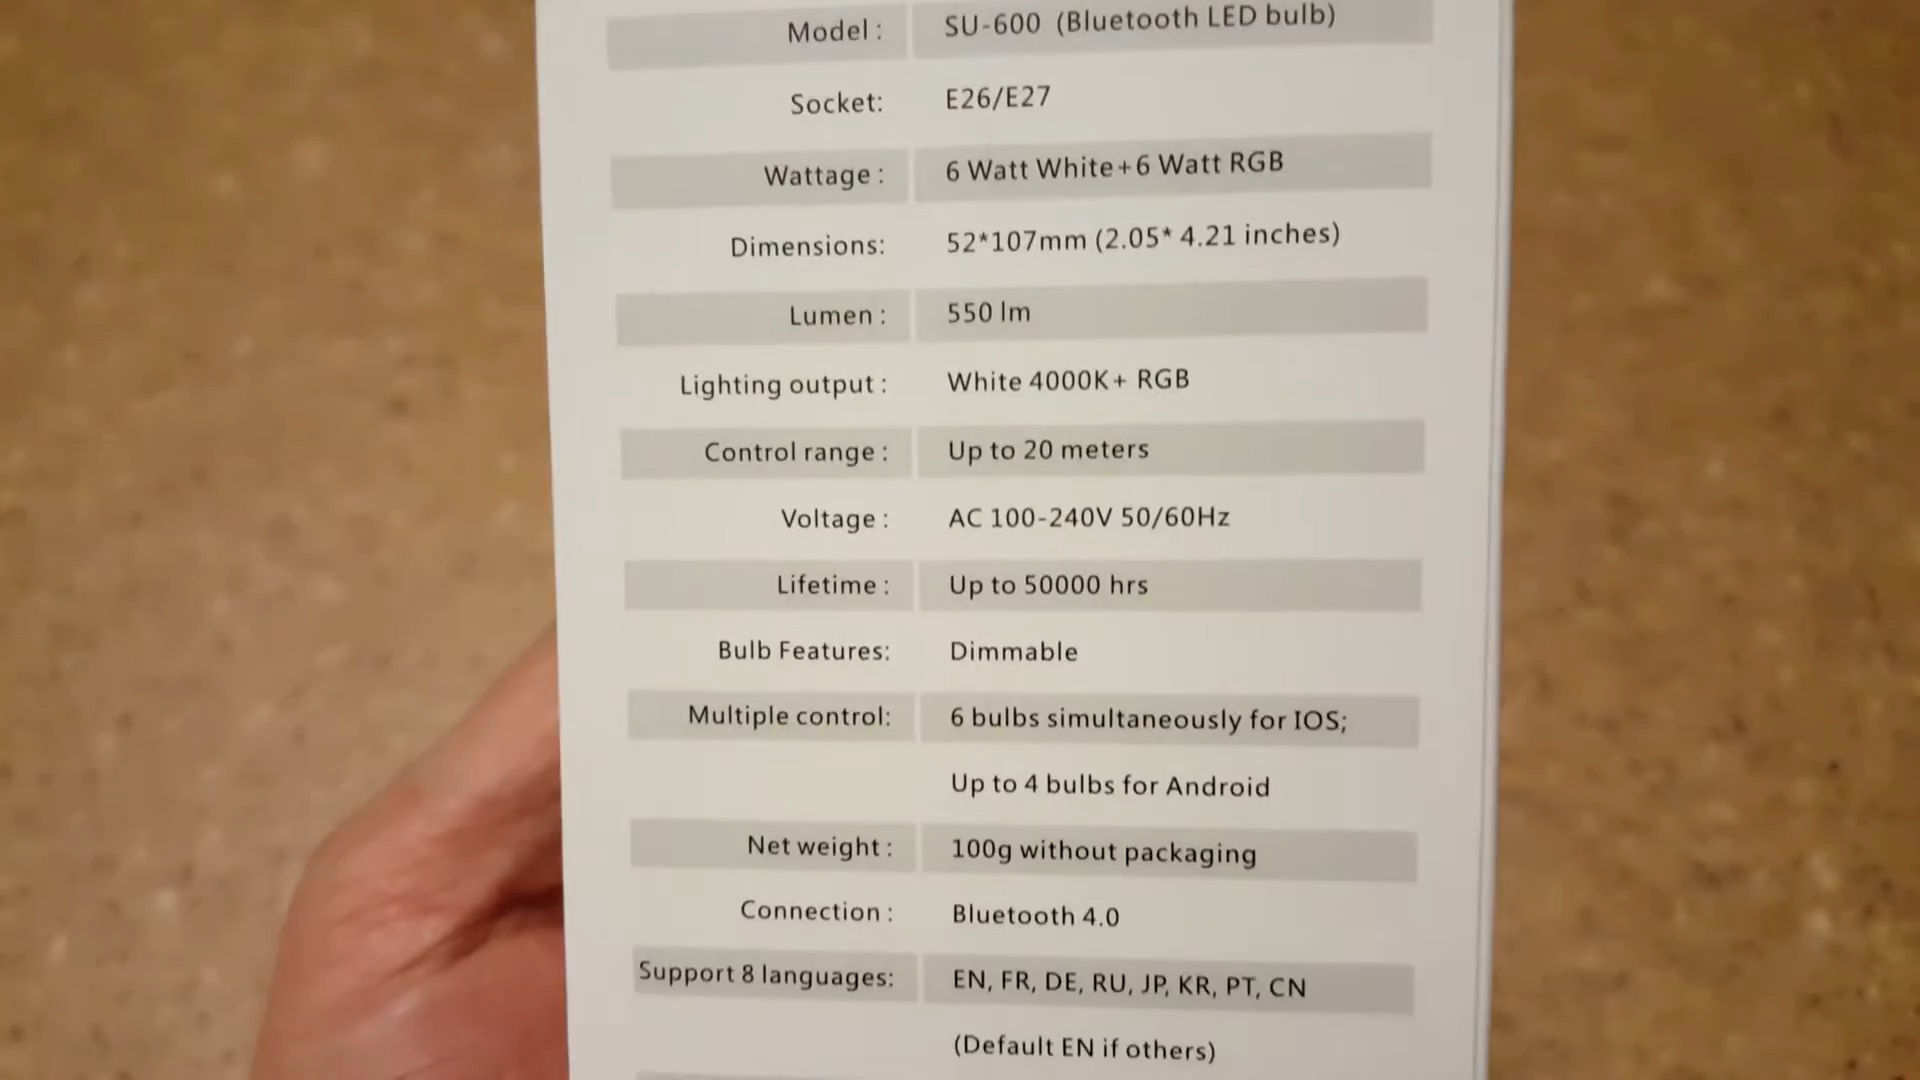 Model : SU-600 (Bluetooth LED bulb)
Socket: E26/E27
Wattage : 6 Watt White+6 Watt RGB
Dimensions: 52*107mm (2.05* 4.21 inches)
Lumen : 550 lm
Lighting output : White 4000K+ RGB
Control range : Up to 20 meters
Voltage : AC 100-240V 50/60Hz
Lifetime : Up to 50000 hrs
Bulb Features: Dimmable
Multiple control: 6 bulbs simultaneously for IOS;
Up to 4 bulbs for Android
Net weight : 100g without packaging
Connection : Bluetooth 4.0
Support 8 languages: EN, FR, DE, RU, JP, KR, PT, CN
(Default EN if others)